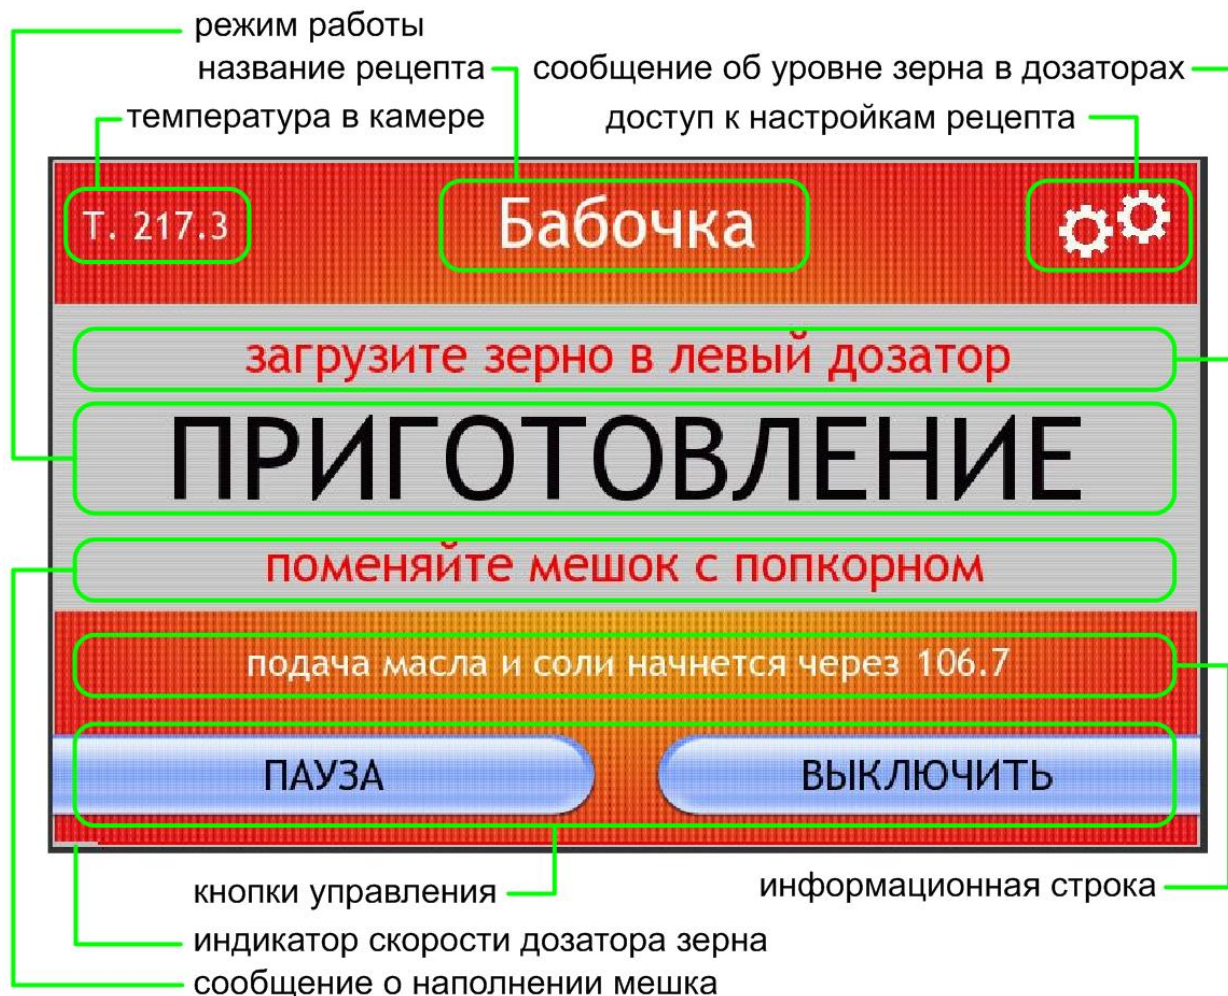 режим работы
название рецепта
сообщение об уровне зерна в дозаторах
температура в камере
доступ к настройкам рецепта
Т. 217.3
Бабочка
загрузите зерно в левый дозатор
ПРИГОТОВЛЕНИЕ
поменяйте мешок с попкорном
подача масла и соли начнется через 106.7
ПАУЗА
ВЫКЛЮЧИТЬ
кнопки управления
информационная строка
индикатор скорости дозатора зерна
сообщение о наполнении мешка